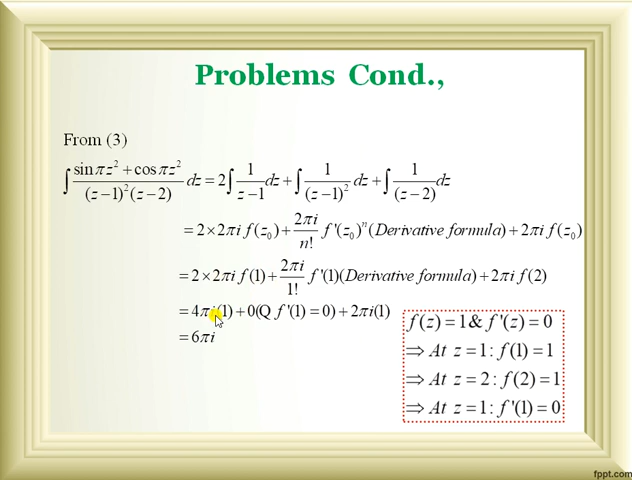 Problems Cond.,
From (3)
∫ (sin πz² + cos πz²)/((z−1)²(z−2)) dz = 2∫ 1/(z−1) dz + ∫ 1/(z−1)² dz + ∫ 1/(z−2) dz
= 2×2πi f(z₀) + (2πi/n!) f'(z₀)ⁿ (Derivative formula) + 2πi f(z₀)
= 2×2πi f(1) + (2πi/1!) f'(1)(Derivative formula) + 2πi f(2)
= 4πi(1) + 0(Q f'(1) = 0) + 2πi(1)
= 6πi
f(z) = 1 & f'(z) = 0
⇒ At z = 1 : f(1) = 1
⇒ At z = 2 : f(2) = 1
⇒ At z = 1 : f'(1) = 0
fppt.com